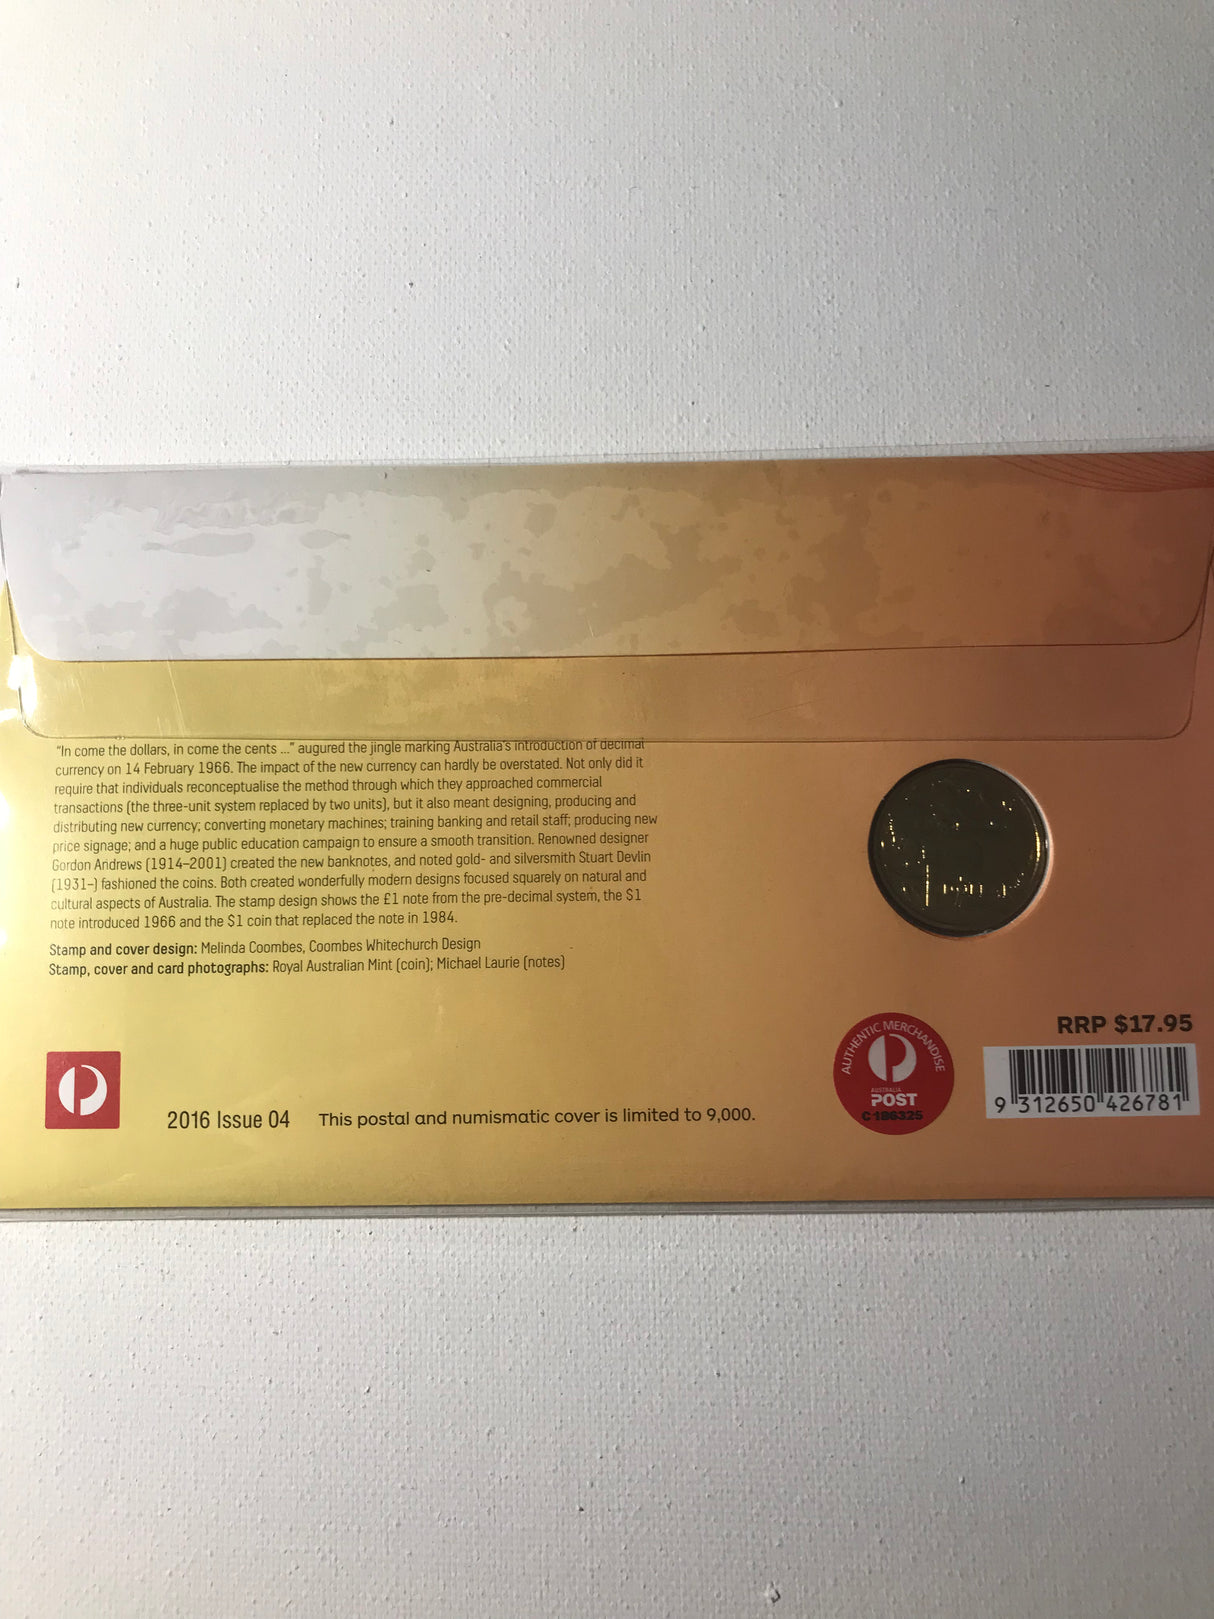 “In come the dollars, in come the cents ...” augured the jingle marking Australia’s introduction of decimal
currency on 14 February 1966. The impact of the new currency can hardly be overstated. Not only did it
require that individuals reconceptualise the method through which they approached commercial
transactions (the three-unit system replaced by two units), but it also meant designing, producing and
distributing new currency; converting monetary machines; training banking and retail staff; producing new
price signage; and a huge public education campaign to ensure a smooth transition. Renowned designer
Gordon Andrews (1914–2001) created the new banknotes, and noted gold- and silversmith Stuart Devlin
(1931–) fashioned the coins. Both created wonderfully modern designs focused squarely on natural and
cultural aspects of Australia. The stamp design shows the £1 note from the pre-decimal system, the $1
note introduced 1966 and the $1 coin that replaced the note in 1984.
Stamp and cover design: Melinda Coombes, Coombes Whitechurch Design
Stamp, cover and card photographs: Royal Australian Mint (coin); Michael Laurie (notes)
2016 Issue 04 This postal and numismatic cover is limited to 9,000.
AUTHENTIC MERCHANDISE
AUSTRALIA
POST
C 186325
RRP $17.95
9 312650 426781